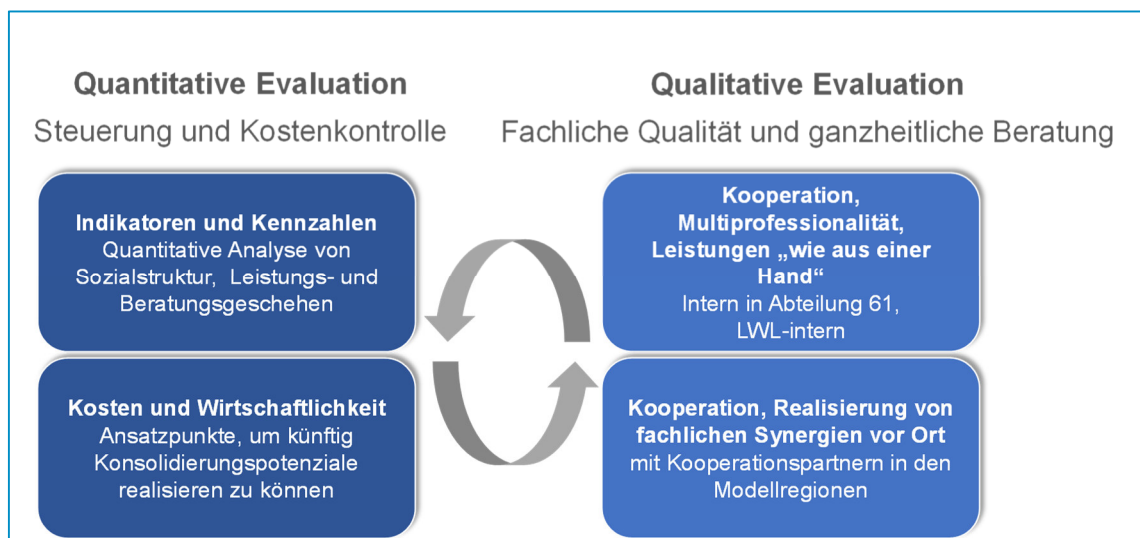 Quantitative Evaluation
Steuerung und Kostenkontrolle
Indikatoren und Kennzahlen
Quantitative Analyse von
Sozialstruktur, Leistungs- und
Beratungsgeschehen
Kosten und Wirtschaftlichkeit
Ansatzpunkte, um künftig
Konsolidierungspotenziale
realisieren zu können
Qualitative Evaluation
Fachliche Qualität und ganzheitliche Beratung
Kooperation,
Multiprofessionalität,
Leistungen „wie aus einer
Hand“
Intern in Abteilung 61,
LWL-intern
Kooperation, Realisierung von
fachlichen Synergien vor Ort
mit Kooperationspartnern in den
Modellregionen